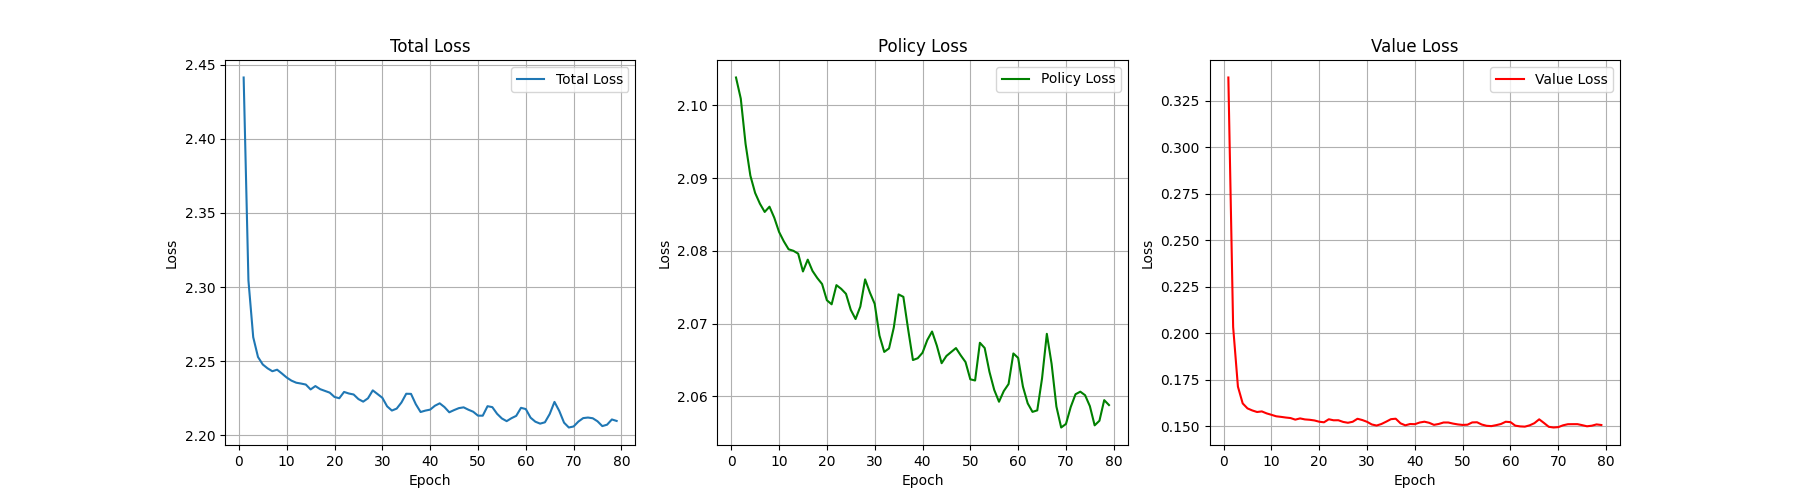 Total Loss
Total Loss
2.45
2.40
2.35
2.30
2.25
2.20
Loss
0 10 20 30 40 50 60 70 80
Epoch
Policy Loss
Policy Loss
2.10
2.09
2.08
2.07
2.06
Loss
0 10 20 30 40 50 60 70 80
Epoch
Value Loss
Value Loss
0.325
0.300
0.275
0.250
0.225
0.200
0.175
0.150
Loss
0 10 20 30 40 50 60 70 80
Epoch